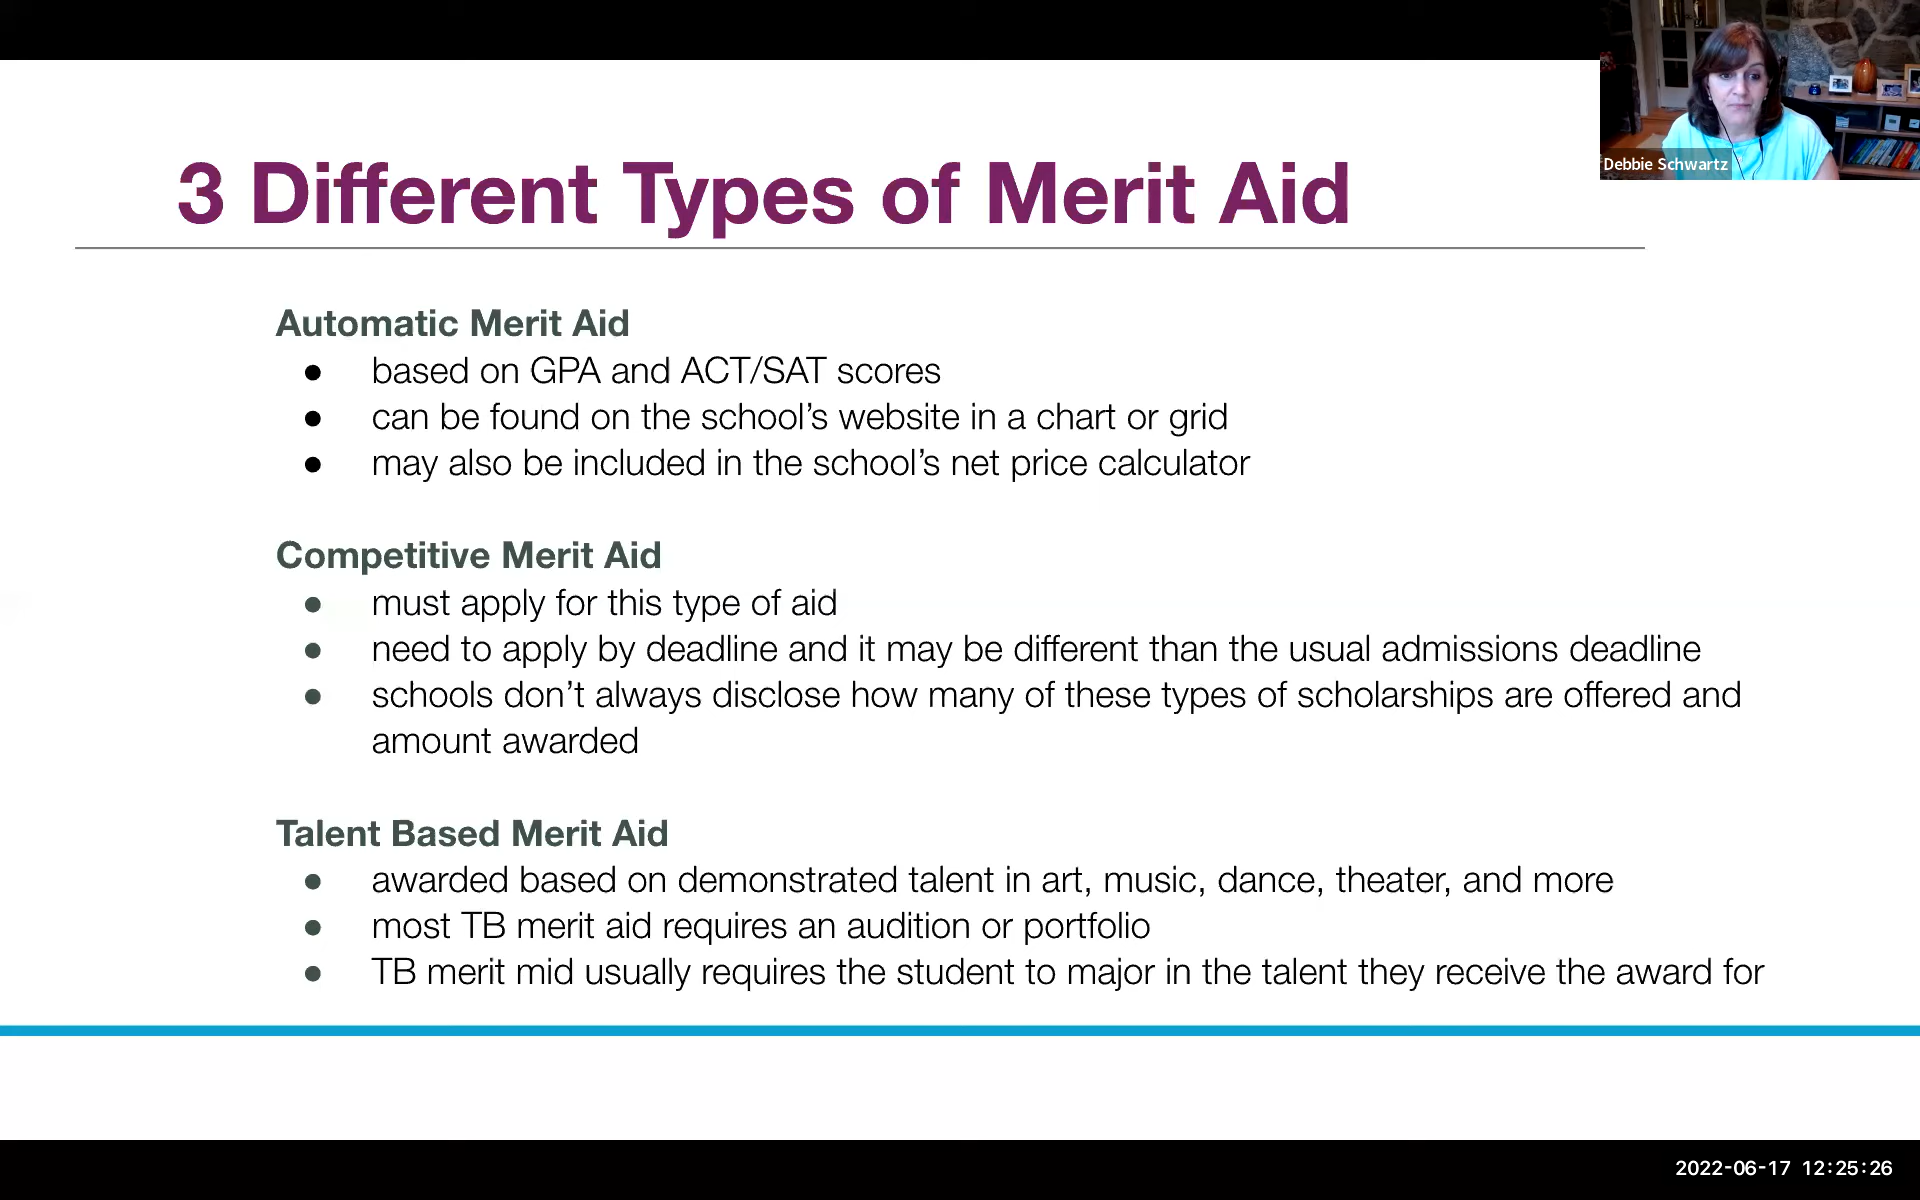 Debbie Schwartz
3 Different Types of Merit Aid
Automatic Merit Aid
● based on GPA and ACT/SAT scores
● can be found on the school’s website in a chart or grid
● may also be included in the school’s net price calculator
Competitive Merit Aid
● must apply for this type of aid
● need to apply by deadline and it may be different than the usual admissions deadline
● schools don’t always disclose how many of these types of scholarships are offered and
amount awarded
Talent Based Merit Aid
● awarded based on demonstrated talent in art, music, dance, theater, and more
● most TB merit aid requires an audition or portfolio
● TB merit mid usually requires the student to major in the talent they receive the award for
2022-06-17 12:25:26